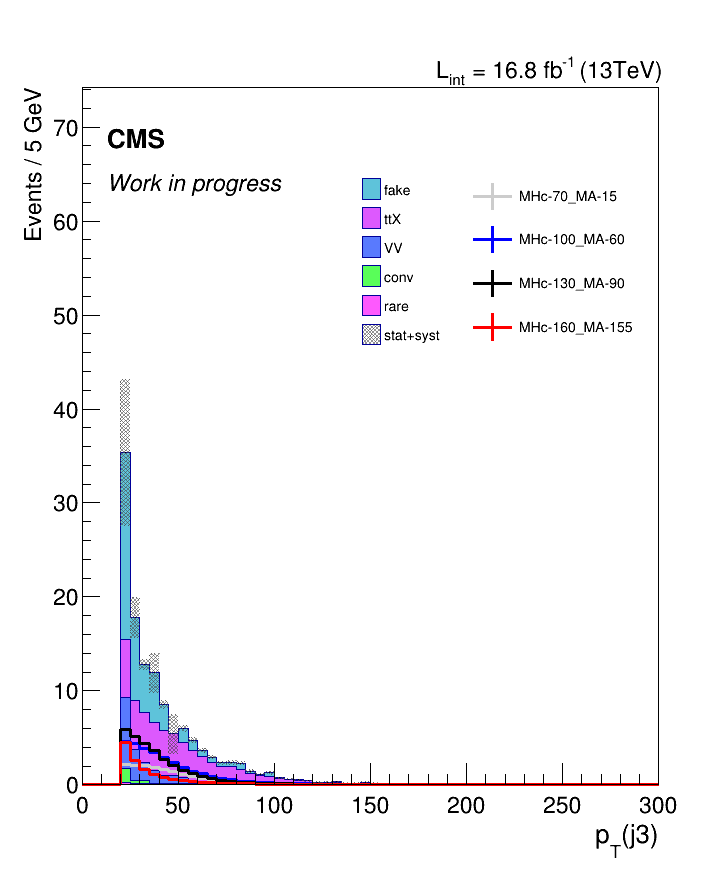 L_int = 16.8 fb^-1 (13TeV)
Events / 5 GeV
CMS
Work in progress
fake
ttX
VV
conv
rare
stat+syst
MHc-70_MA-15
MHc-100_MA-60
MHc-130_MA-90
MHc-160_MA-155
70
60
50
40
30
20
10
0
0 50 100 150 200 250 300
p_T(j3)